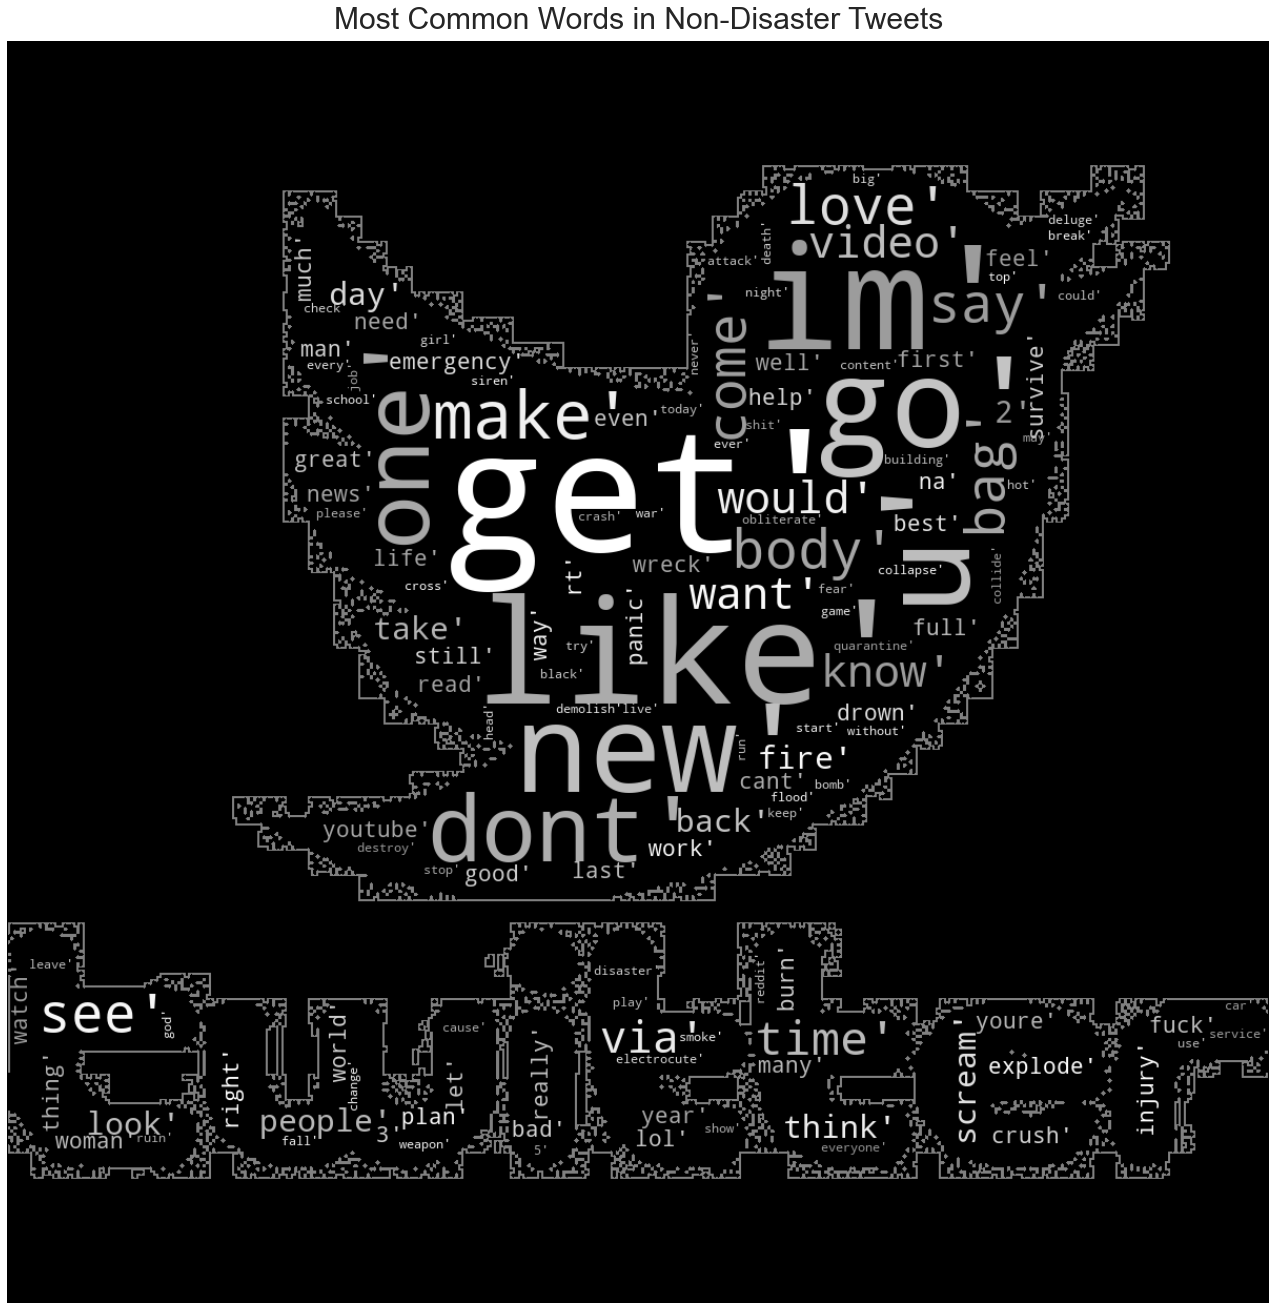 Most Common Words in Non-Disaster Tweets
big'
love'
deluge'
break'
video'
death'
attack'
feel'
top'
im'
much'
day'
night'
say'
could'
check'
need'
come'
girl'
man'
every'
emergency'
siren'
job'
never'
well'
content'
first'
survive'
school'
one'
make'
even'
today'
help'
go'
2'
shit'
ever'
may'
great'
get'
building'
bag'
na'
hot'
news'
please'
crash'
war'
would'
obliterate'
best'
life'
rt'
wreck'
body'
collapse'
u'
collide'
cross'
want'
fear'
game'
take'
way'
panic'
like'
full'
still'
try'
quarantine'
read'
black'
know'
demolish'
live'
drown'
head'
new'
start'
without'
run'
fire'
cant'
bomb'
flood'
youtube'
dont'
back'
keep'
destroy'
work'
stop'
good'
last'
leave'
disaster'
reddit'
burn'
watch'
see'
god'
world'
cause'
play'
via'
smoke'
time'
youre'
car'
fuck'
service'
use'
thing'
right'
change'
let'
really'
electrocute'
many'
scream'
explode'
injury'
look'
woman'
ruin'
people'
fall'
3'
plan'
weapon'
bad'
5'
year'
lol'
show'
think'
everyone'
crush'